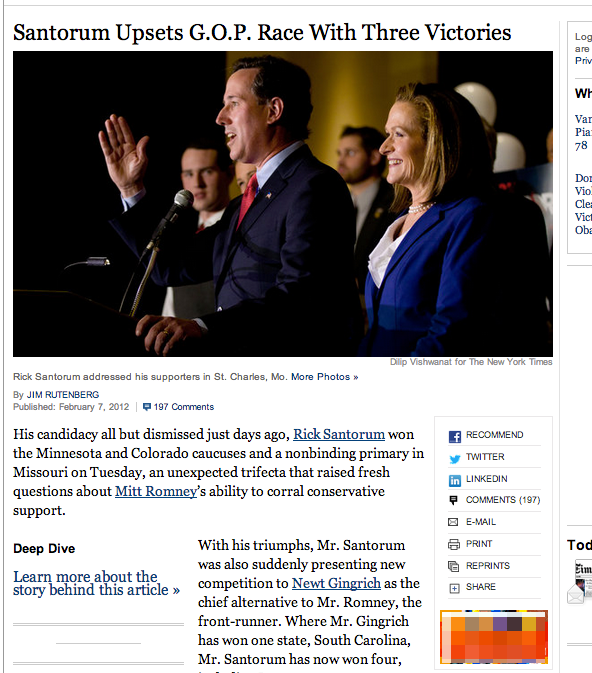 Santorum Upsets G.O.P. Race With Three Victories
Dilip Vishwanat for The New York Times
Rick Santorum addressed his supporters in St. Charles, Mo. More Photos »
By JIM RUTENBERG
Published: February 7, 2012 | 197 Comments
His candidacy all but dismissed just days ago, Rick Santorum won
the Minnesota and Colorado caucuses and a nonbinding primary in
Missouri on Tuesday, an unexpected trifecta that raised fresh
questions about Mitt Romney's ability to corral conservative
support.
Deep Dive
Learn more about the
story behind this article »
With his triumphs, Mr. Santorum
was also suddenly presenting new
competition to Newt Gingrich as the
chief alternative to Mr. Romney, the
front-runner. Where Mr. Gingrich
has won one state, South Carolina,
Mr. Santorum has now won four,
RECOMMEND
TWITTER
LINKEDIN
COMMENTS (197)
E-MAIL
PRINT
REPRINTS
SHARE
Log
are
Priv
Wh
Var
Pia
78
Dor
Viol
Clea
Vict
Oba
Tod